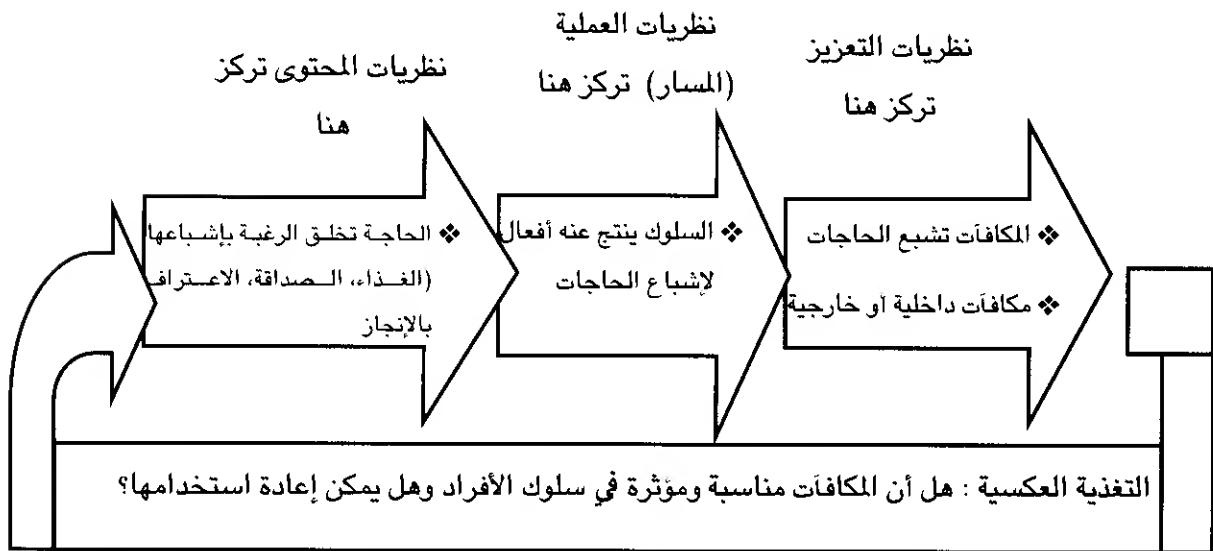 نظريات المحتوى تركز
هنا
نظريات العملية
(المسار) تركز هنا
نظريات التعزيز
تركز هنا
❖ الحاجة تخلق الرغبة بإشباعها
(الغذاء، الصداقة، الاعتراف
بالإنجاز
❖ السلوك ينتج عنه أفعال
لإشباع الحاجات
❖ المكافآت تشبع الحاجات
❖ مكافآت داخلية أو خارجية
التغذية العكسية : هل أن المكافآت مناسبة ومؤثرة في سلوك الأفراد وهل يمكن إعادة استخدامها؟